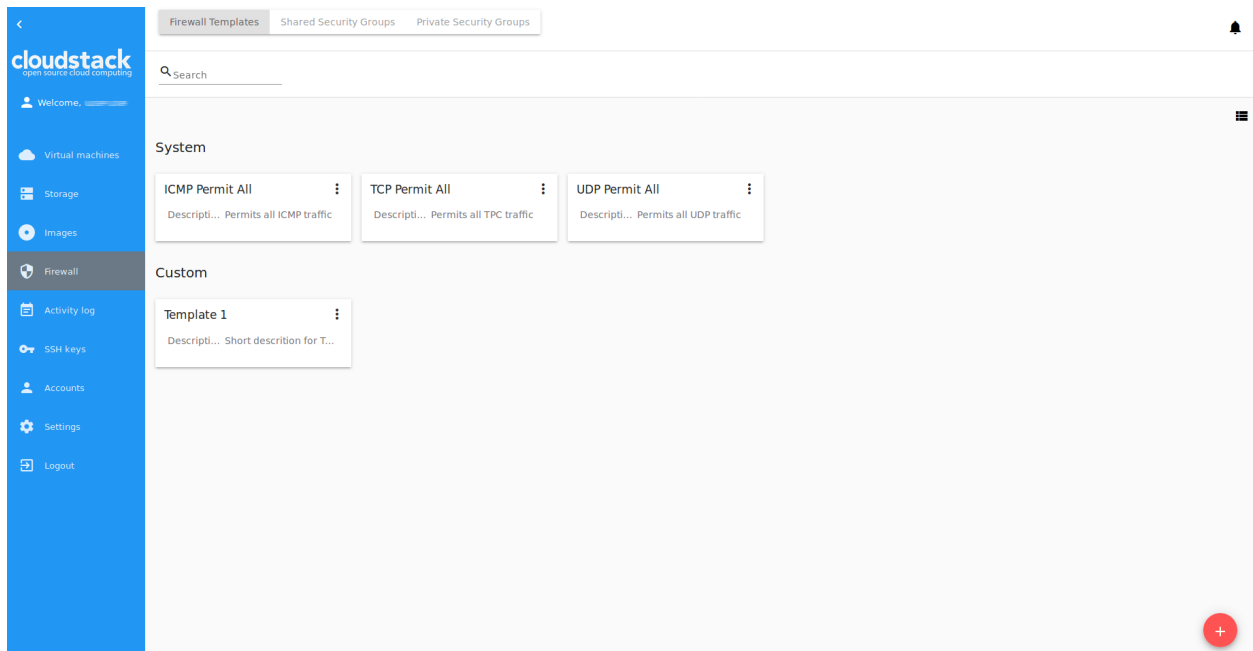 Firewall Templates Shared Security Groups Private Security Groups
cloudstack
open source cloud computing
Search
Welcome,
Virtual machines
Storage
Images
Firewall
Activity log
SSH keys
Accounts
Settings
Logout
System
ICMP Permit All
Descripti... Permits all ICMP traffic
TCP Permit All
Descripti... Permits all TPC traffic
UDP Permit All
Descripti... Permits all UDP traffic
Custom
Template 1
Descripti... Short descrition for T...